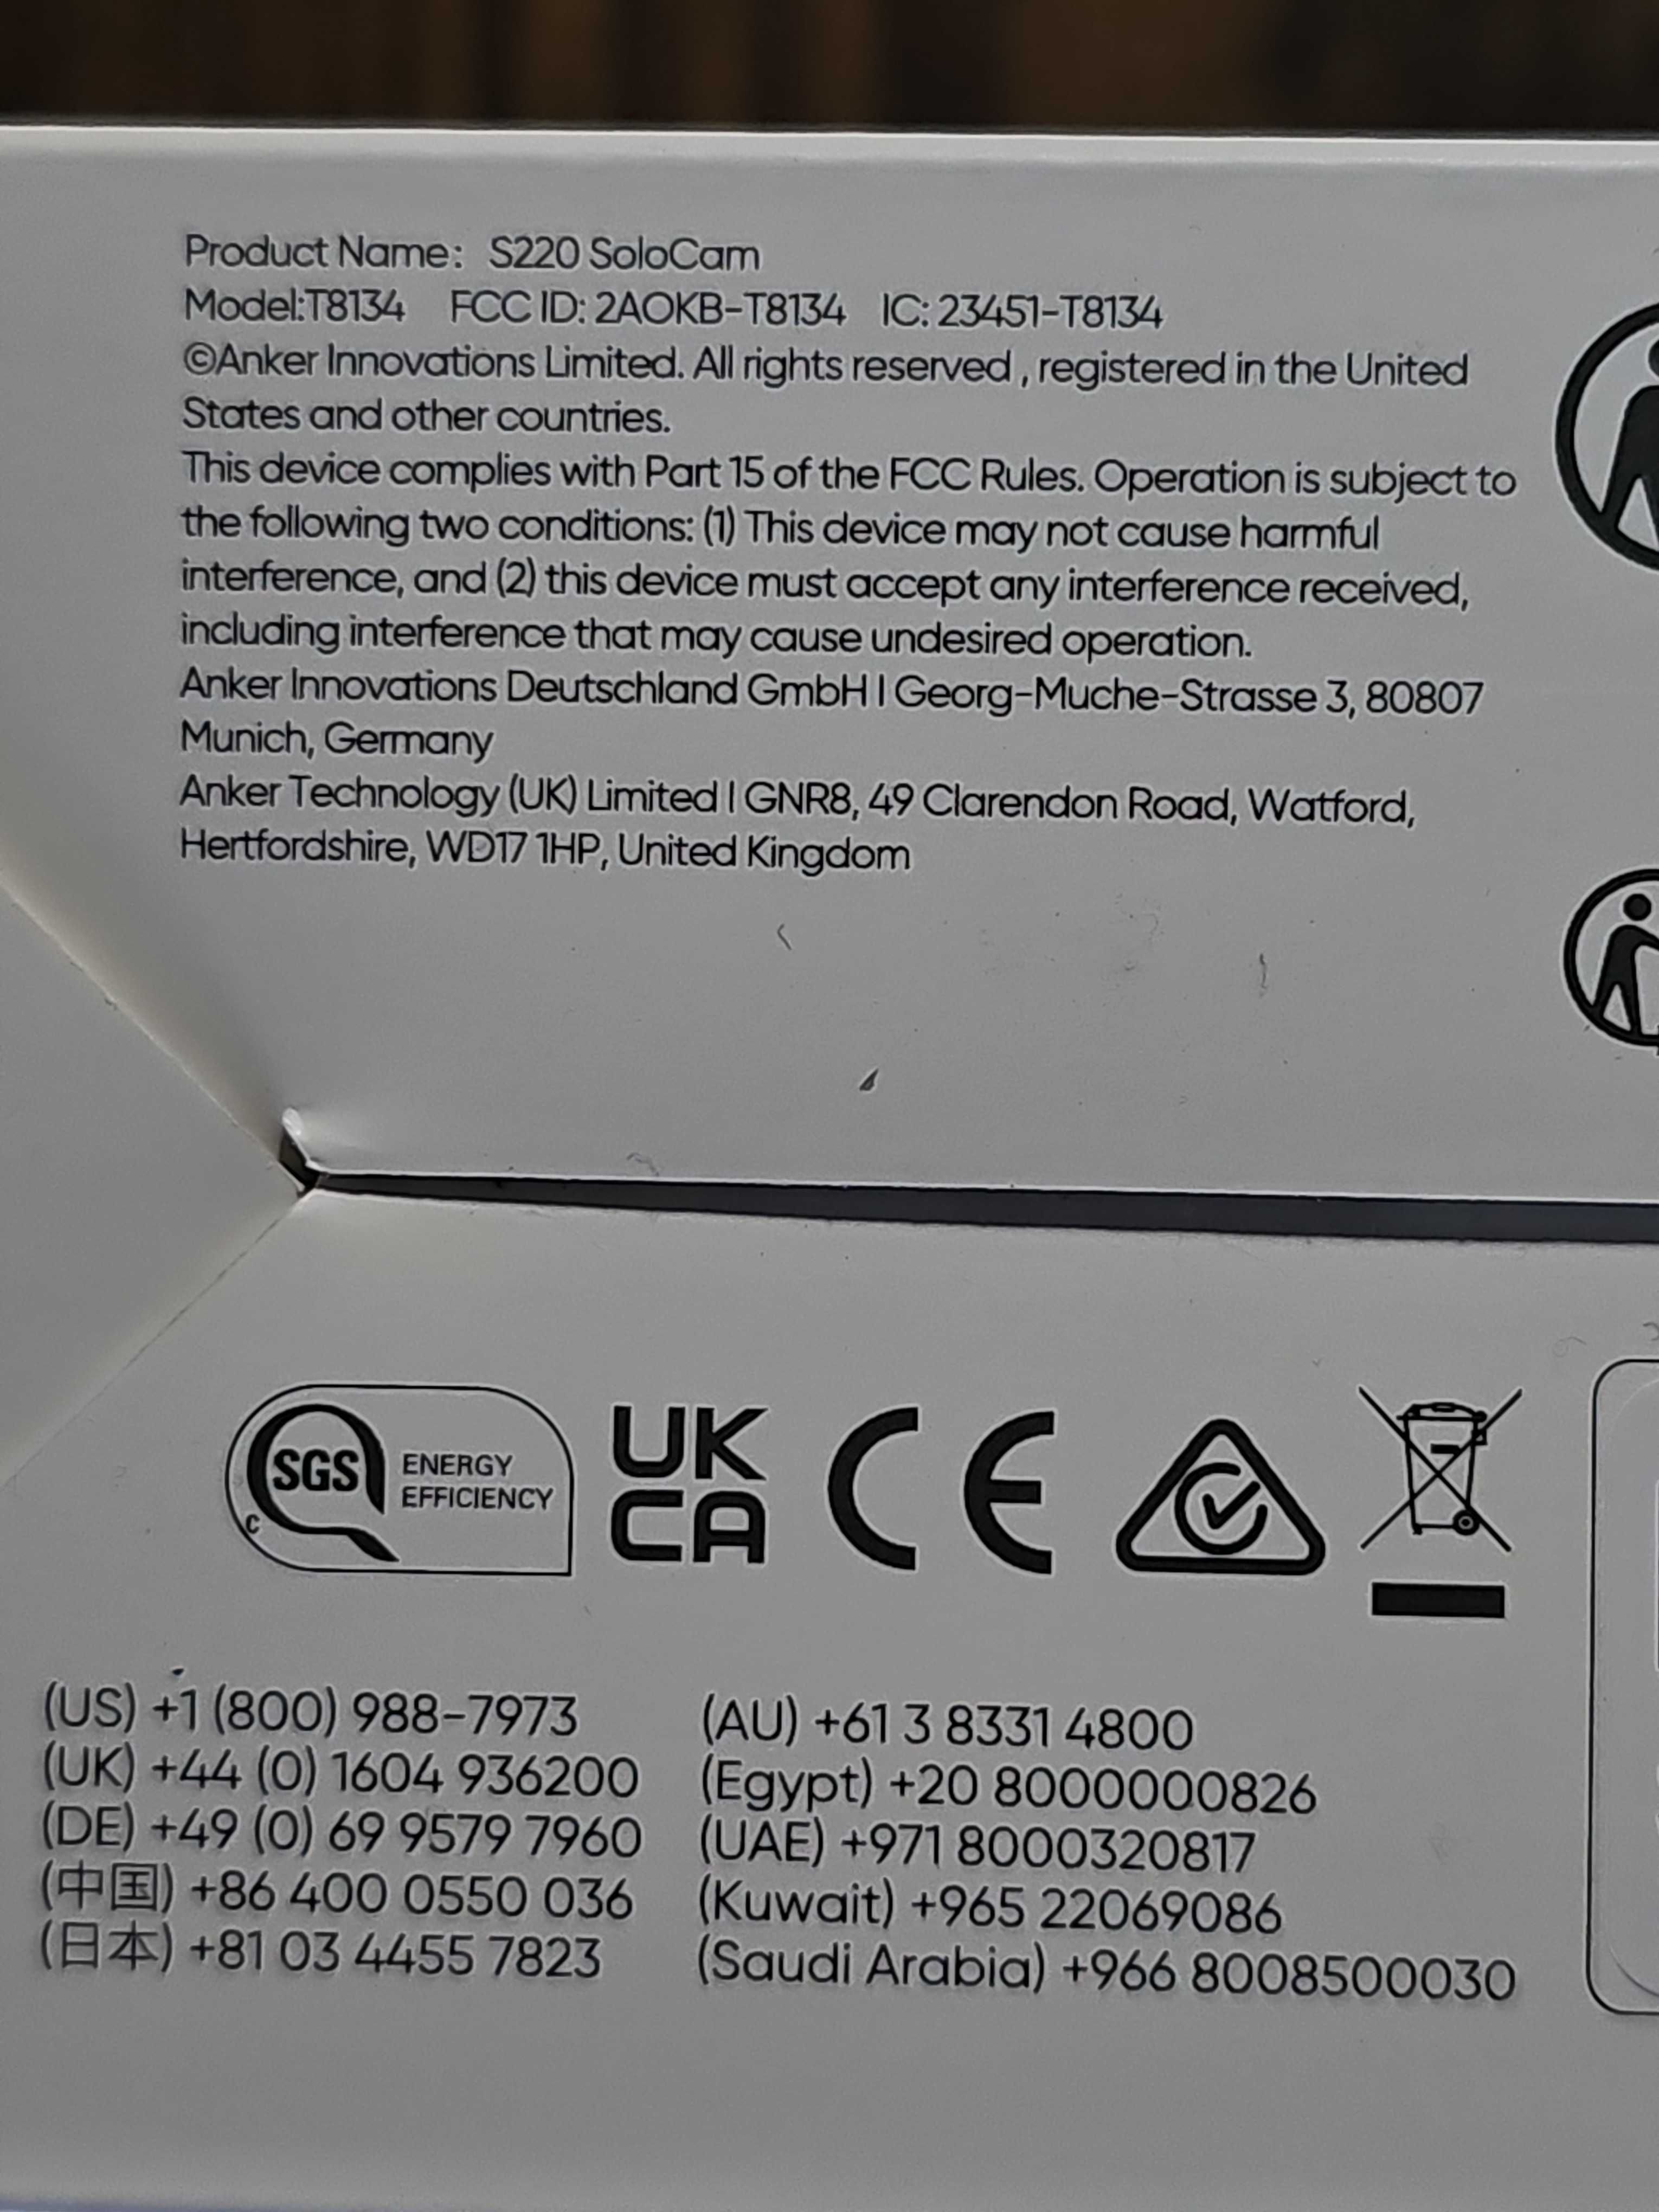 Product Name: S220 SoloCam
Model:T8134 FCC ID: 2AOKB-T8134 IC: 23451-T8134
©Anker Innovations Limited. All rights reserved , registered in the United
States and other countries.
This device complies with Part 15 of the FCC Rules. Operation is subject to
the following two conditions: (1) This device may not cause harmful
interference, and (2) this device must accept any interference received,
including interference that may cause undesired operation.
Anker Innovations Deutschland GmbH | Georg-Muche-Strasse 3, 80807
Munich, Germany
Anker Technology (UK) Limited | GNR8, 49 Clarendon Road, Watford,
Hertfordshire, WD17 1HP, United Kingdom
SGS
C
ENERGY
EFFICIENCY
UK
CA
CE
(US) +1 (800) 988-7973
(UK) +44 (0) 1604 936200
(DE) +49 (0) 69 9579 7960
(中国) +86 400 0550 036
(日本) +81 03 4455 7823
(AU) +61 3 8331 4800
(Egypt) +20 8000000826
(UAE) +971 8000320817
(Kuwait) +965 22069086
(Saudi Arabia) +966 8008500030